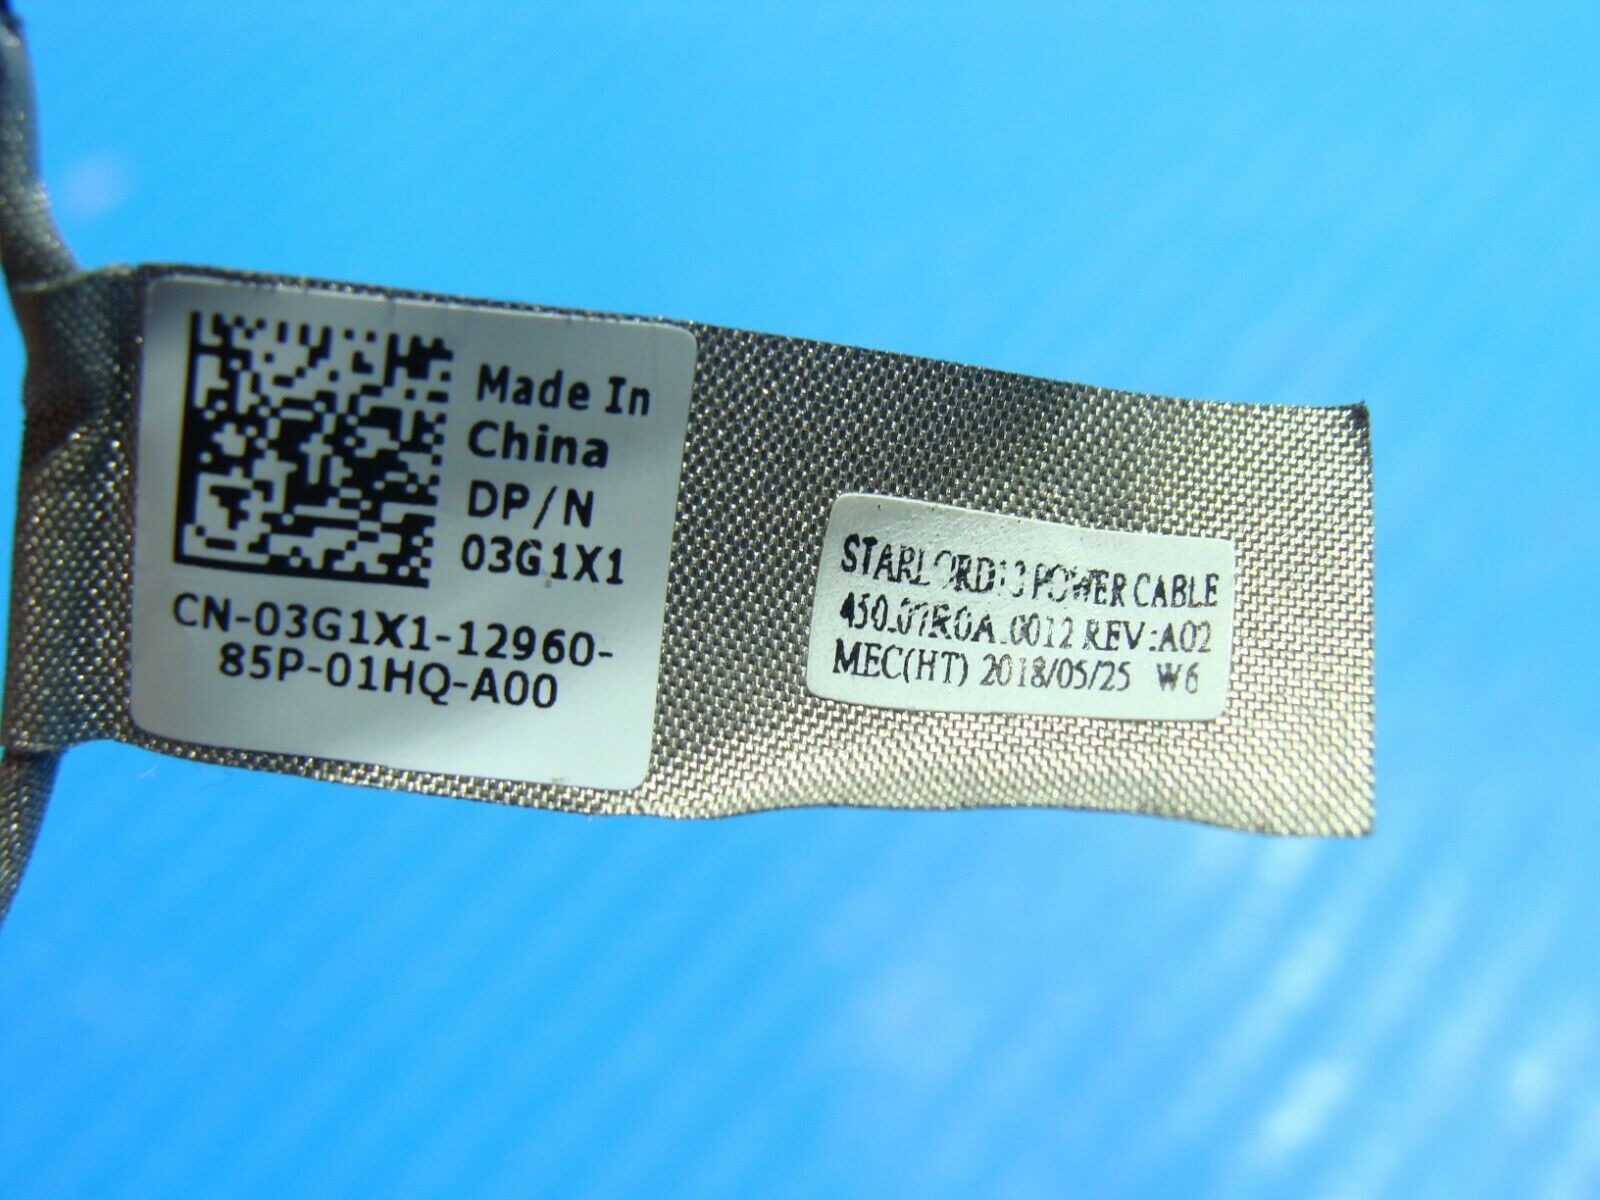 Made In
China
DP/N
03G1X1
CN-03G1X1-12960-
85P-01HQ-A00
STARLORD13 POWER CABLE
450.07R0A.0012 REV:A02
MEC(HT) 2018/05/25 W6